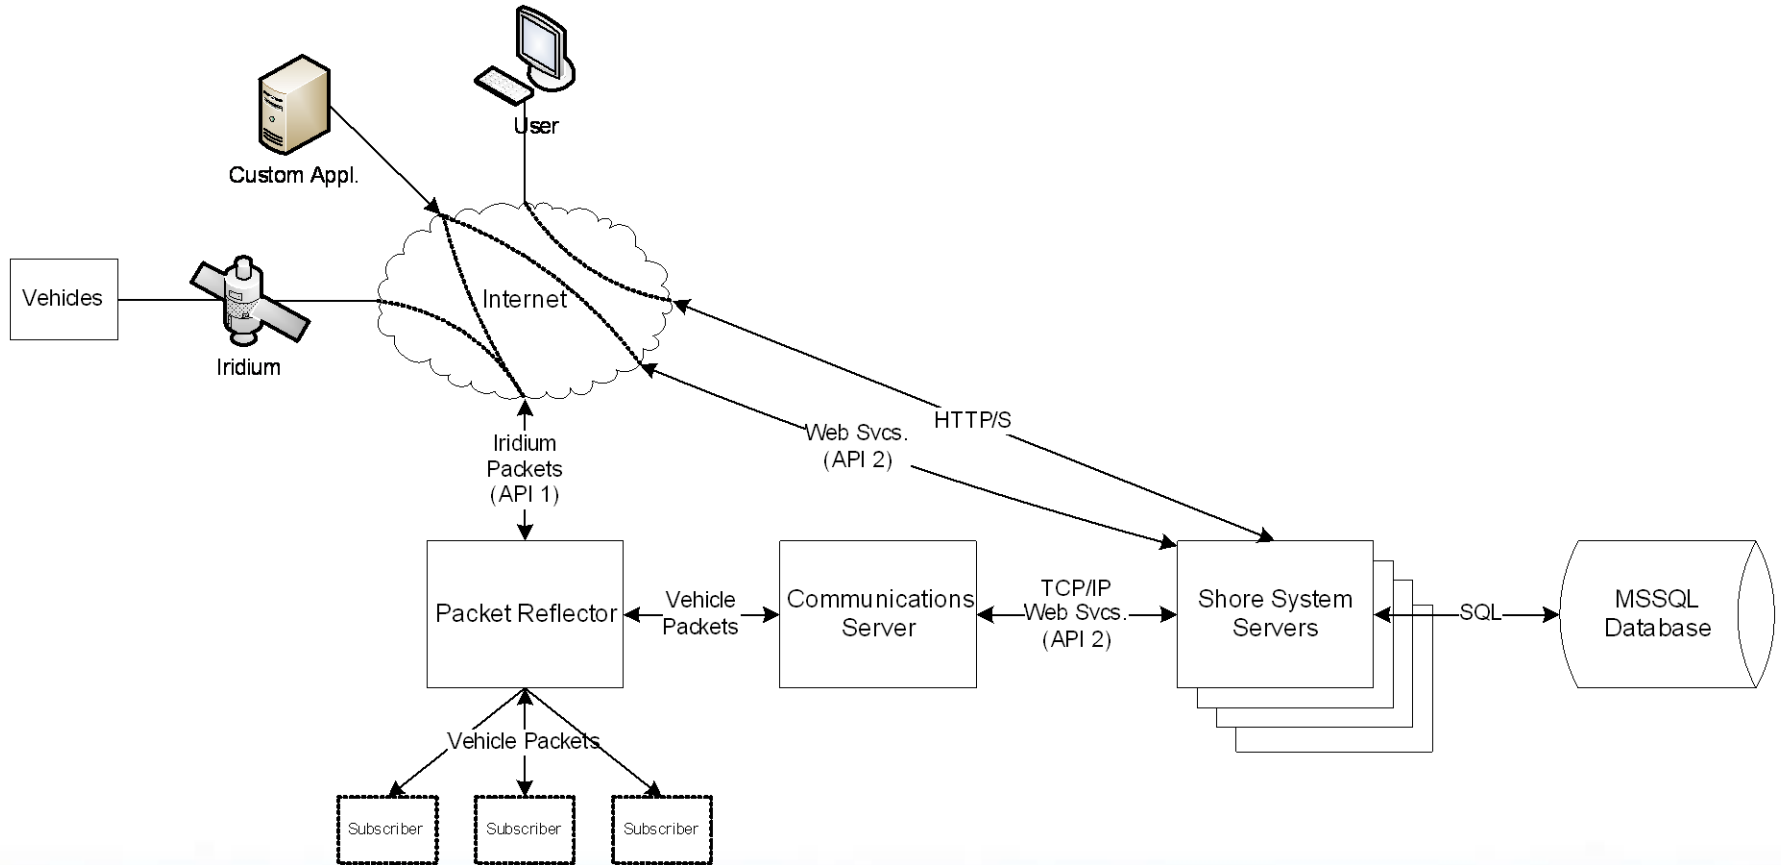 User
Custom Appl.
Vehicles
Internet
Iridium
HTTP/S
Web Svcs.
(API 2)
Iridium
Packets
(API 1)
Packet Reflector
Vehicle
Packets
Communications
Server
TCP/IP
Web Svcs.
(API 2)
Shore System
Servers
SQL
MSSQL
Database
Vehicle Packets
Subscriber
Subscriber
Subscriber